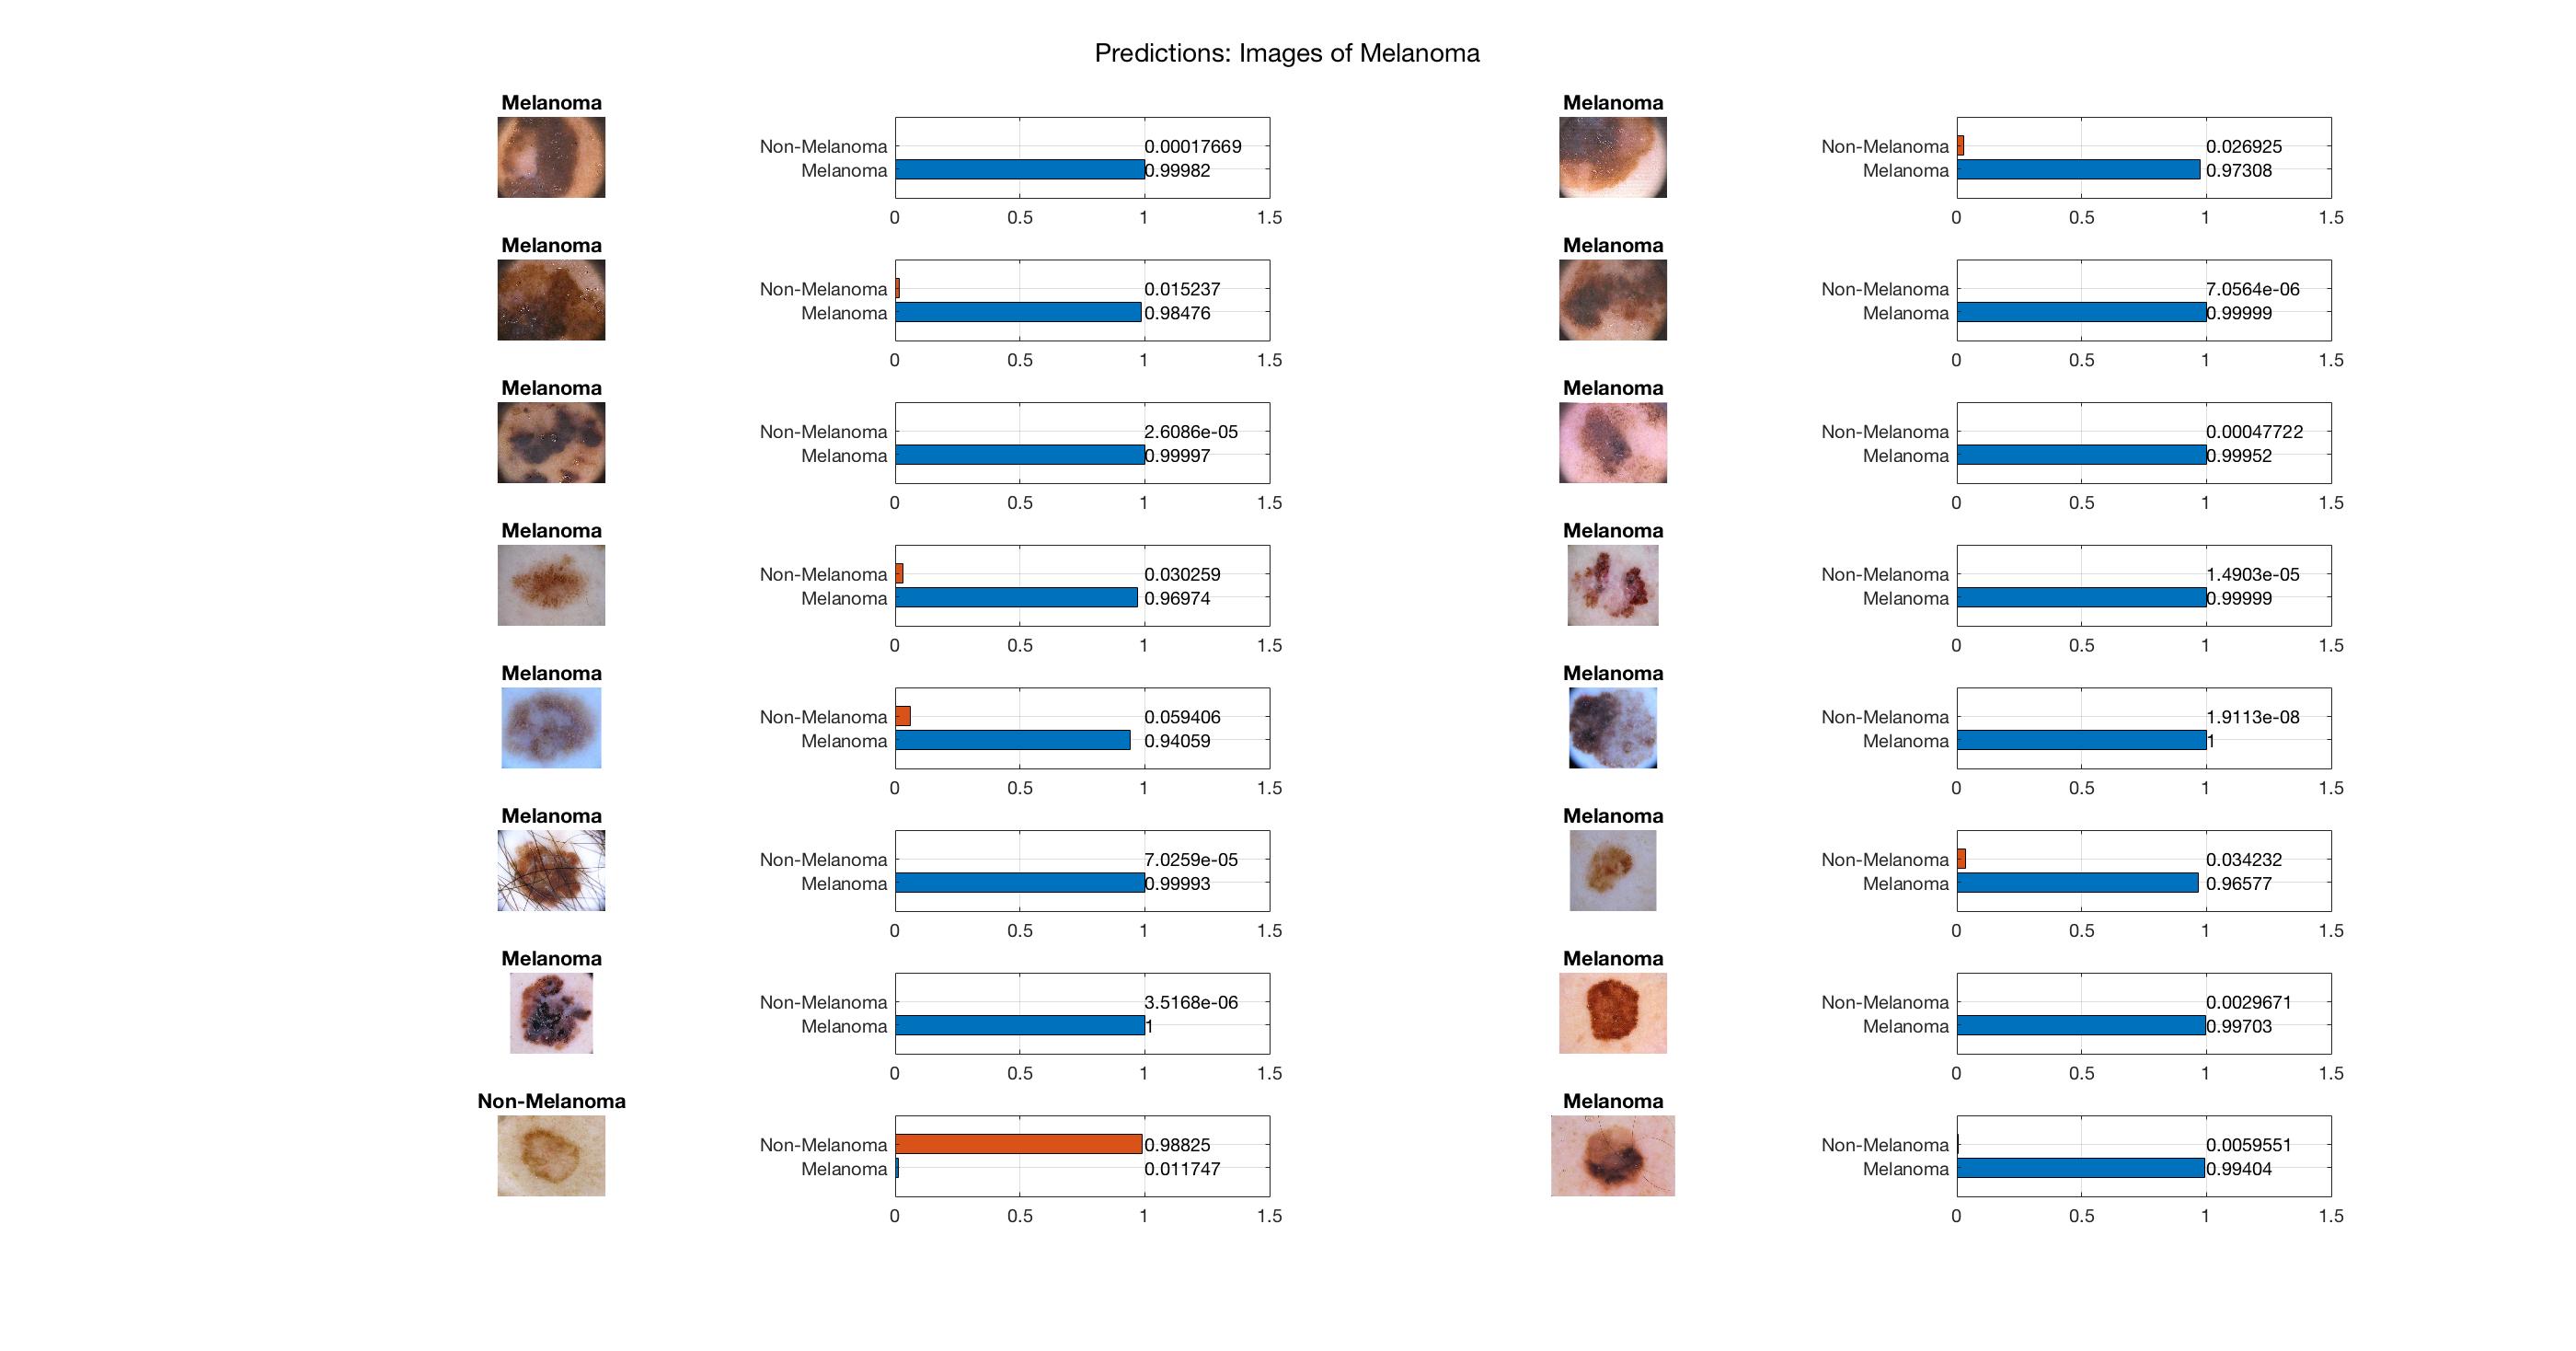 Predictions: Images of Melanoma
Melanoma
Non-Melanoma 0.00017669
Melanoma 0.99982
0 0.5 1 1.5
Melanoma
Non-Melanoma 0.026925
Melanoma 0.97308
0 0.5 1 1.5
Melanoma
Non-Melanoma 0.015237
Melanoma 0.98476
0 0.5 1 1.5
Melanoma
Non-Melanoma 7.0564e-06
Melanoma 0.99999
0 0.5 1 1.5
Melanoma
Non-Melanoma 2.6086e-05
Melanoma 0.99997
0 0.5 1 1.5
Melanoma
Non-Melanoma 0.00047722
Melanoma 0.99952
0 0.5 1 1.5
Melanoma
Non-Melanoma 0.030259
Melanoma 0.96974
0 0.5 1 1.5
Melanoma
Non-Melanoma 1.4903e-05
Melanoma 0.99999
0 0.5 1 1.5
Melanoma
Non-Melanoma 0.059406
Melanoma 0.94059
0 0.5 1 1.5
Melanoma
Non-Melanoma 1.9113e-08
Melanoma 1
0 0.5 1 1.5
Melanoma
Non-Melanoma 7.0259e-05
Melanoma 0.99993
0 0.5 1 1.5
Melanoma
Non-Melanoma 0.034232
Melanoma 0.96577
0 0.5 1 1.5
Melanoma
Non-Melanoma 3.5168e-06
Melanoma 1
0 0.5 1 1.5
Melanoma
Non-Melanoma 0.0029671
Melanoma 0.99703
0 0.5 1 1.5
Non-Melanoma
Non-Melanoma 0.98825
Melanoma 0.011747
0 0.5 1 1.5
Melanoma
Non-Melanoma 0.0059551
Melanoma 0.99404
0 0.5 1 1.5